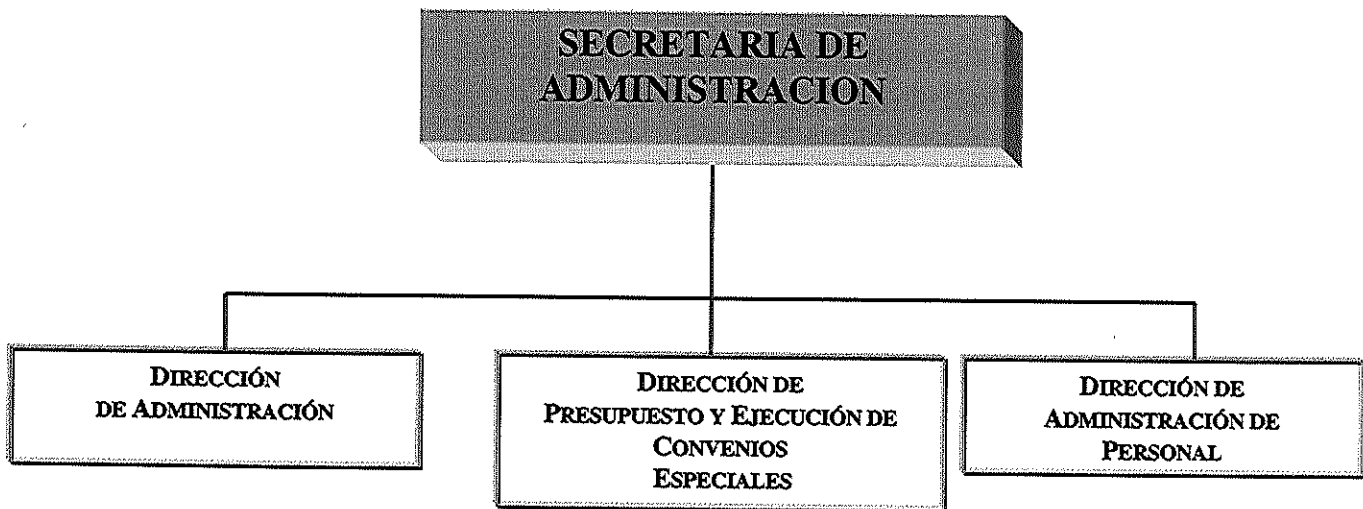 SECRETARIA DE
ADMINISTRACION
DIRECCIÓN
DE ADMINISTRACIÓN
DIRECCIÓN DE
PRESUPUESTO Y EJECUCIÓN DE
CONVENIOS
ESPECIALES
DIRECCIÓN DE
ADMINISTRACIÓN DE
PERSONAL